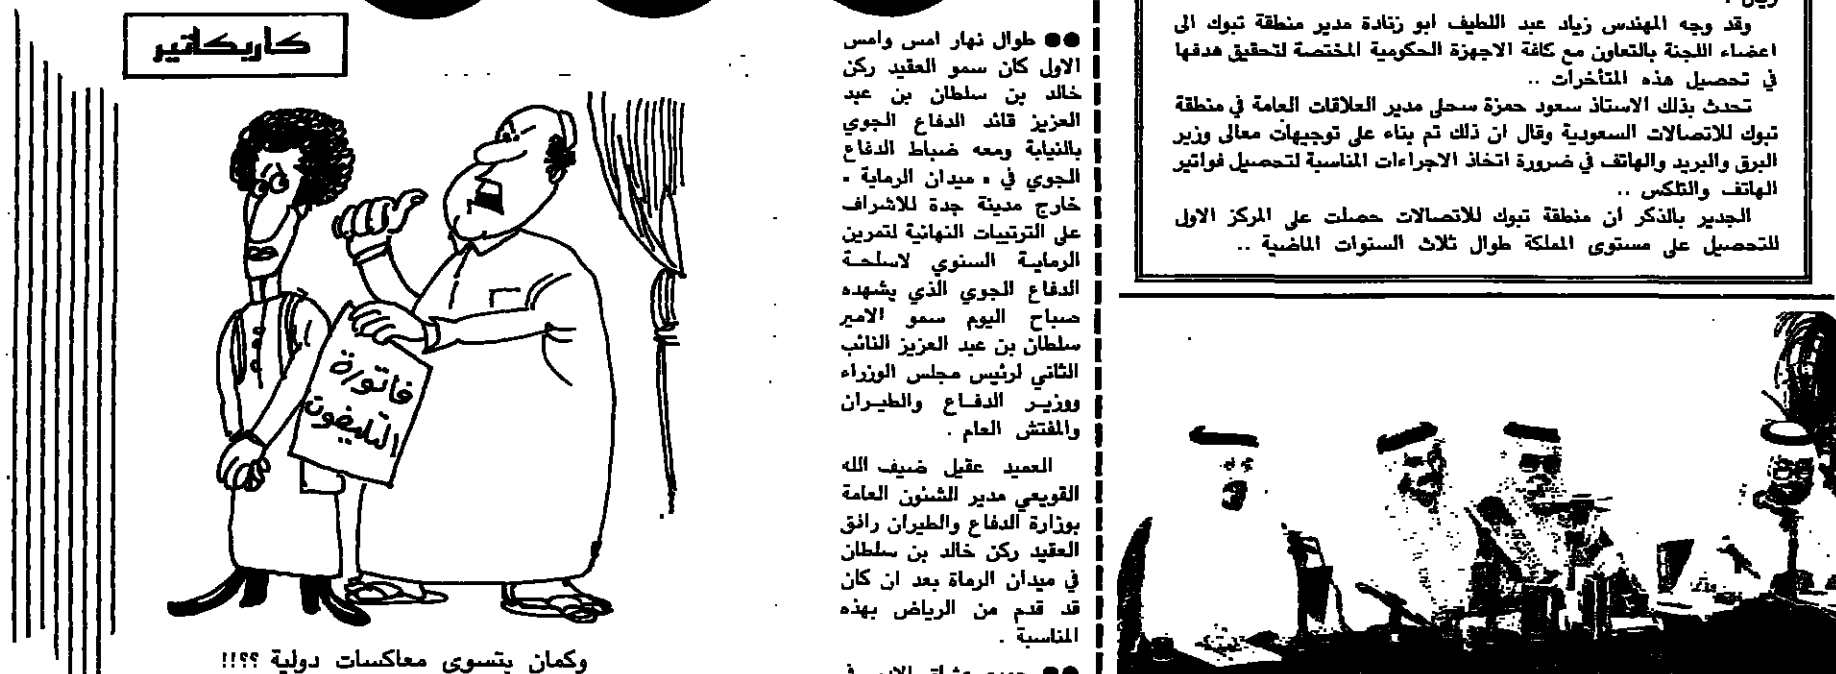 وقد وجه المهندس زياد عبد اللطيف ابو زنادة مدير منطقة تبوك الى
اعضاء اللجنة بالتعاون مع كافة الاجهزة الحكومية المختصة لتحقيق هدفها
في تحصيل هذه المتأخرات ..
تحدث بذلك الاستاذ سعود حمزة سحلى مدير العلاقات العامة في منطقة
تبوك للاتصالات السعودية وقال ان ذلك تم بناء على توجيهات معالى وزير
البرق والبريد والهاتف في ضرورة اتخاذ الاجراءات المناسبة لتحصيل فواتير
الهاتف والتلكس ..
الجدير بالذكر ان منطقة تبوك للاتصالات حصلت على المركز الاول
للتحصيل على مستوى المملكة طوال ثلاث السنوات الماضية ..
●● طوال نهار امس وامس
الاول كان سمو العقيد ركن
خالد بن سلطان بن عبد
العزيز قائد الدفاع الجوي
بالنيابة ومعه ضباط الدفاع
الجوي في « ميدان الرماية »
خارج مدينة جدة للاشراف
على الترتيبات النهائية لتمرين
الرماية السنوي لاسلحة
الدفاع الجوي الذي يشهده
صباح اليوم سمو الامير
سلطان بن عبد العزيز النائب
الثاني لرئيس مجلس الوزراء
ووزير الدفاع والطيران
والمفتش العام .
العميد عقيل ضيف الله
القويعي مدير الشئون العامة
بوزارة الدفاع والطيران رافق
العقيد ركن خالد بن سلطان
في ميدان الرماة بعد ان كان
قد قدم من الرياض بهذه
المناسبة .
كاريكاتير
فاتورة
التليفون
وكمان بتسوى معاكسات دولية ؟؟!!